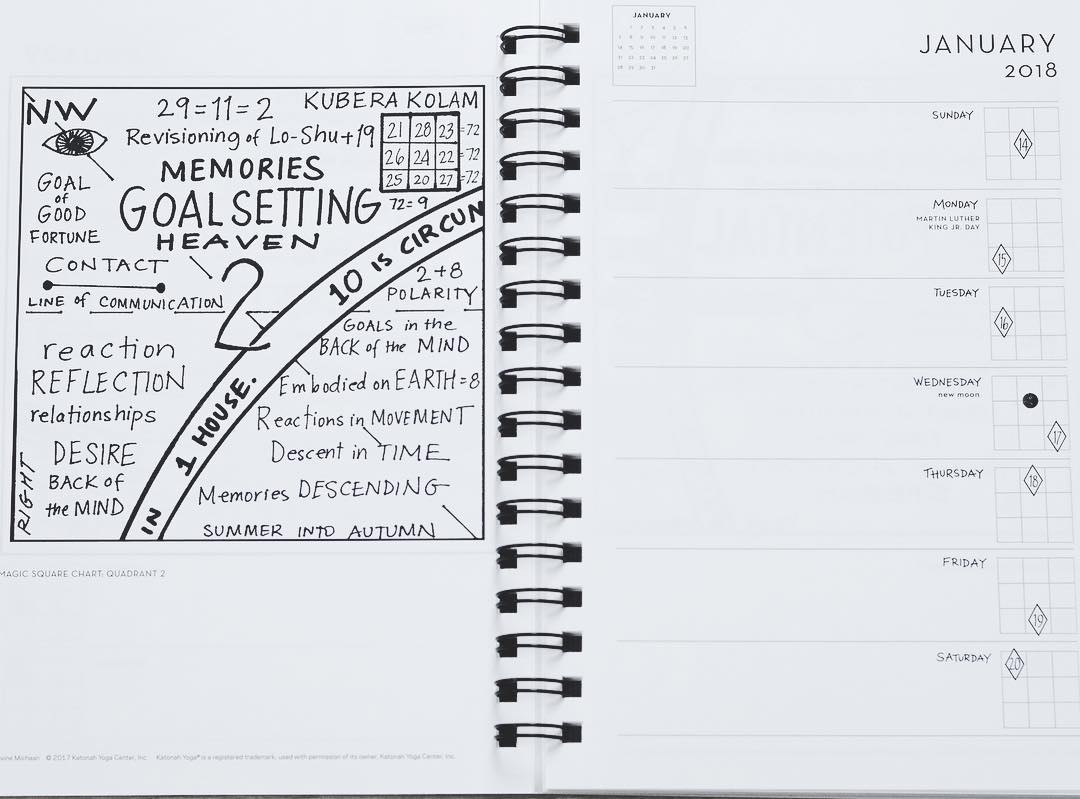 NW
29=11=2
KUBERA KOLAM
Revisioning of Lo-Shu+19
21 28 23 =72
26 24 22 =72
25 20 27 =72
72=9
MEMORIES
GOALSETTING
HEAVEN
GOAL
of
GOOD
FORTUNE
CONTACT
LINE of COMMUNICATION
2
IN 1 HOUSE. 10 IS CIRCUM
2+8
POLARITY
reaction
REFLECTION
relationships
DESIRE
BACK of
the MIND
RIGHT
GOALS in the
BACK of the MIND
Embodied on EARTH=8
Reactions in MOVEMENT
Descent in TIME
Memories DESCENDING
SUMMER INTO AUTUMN
MAGIC SQUARE CHART: QUADRANT 2
Michaan © 2017 Katonah Yoga Center, Inc. Katonah Yoga® is a registered trademark, used with permission of its owner, Katonah Yoga Center, Inc.
JANUARY
JANUARY
2018
SUNDAY
14
MONDAY
MARTIN LUTHER
KING JR. DAY
15
TUESDAY
16
WEDNESDAY
new moon
17
THURSDAY
18
FRIDAY
19
SATURDAY
20